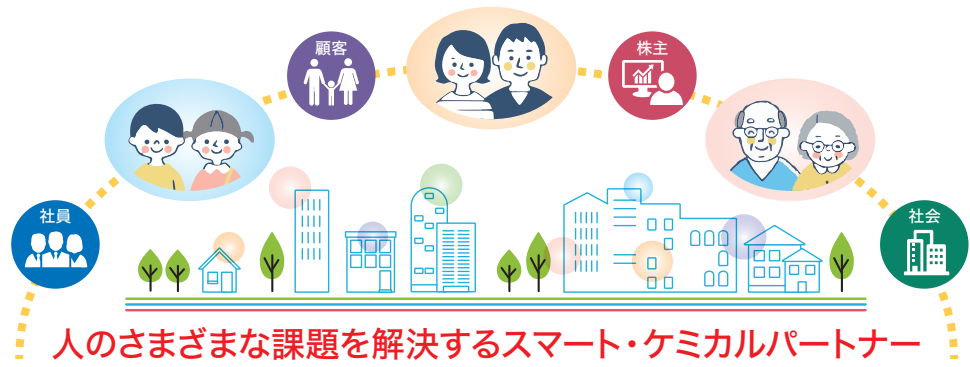 顧客
株主
社員
社会
人のさまざまな課題を解決するスマート・ケミカルパートナー